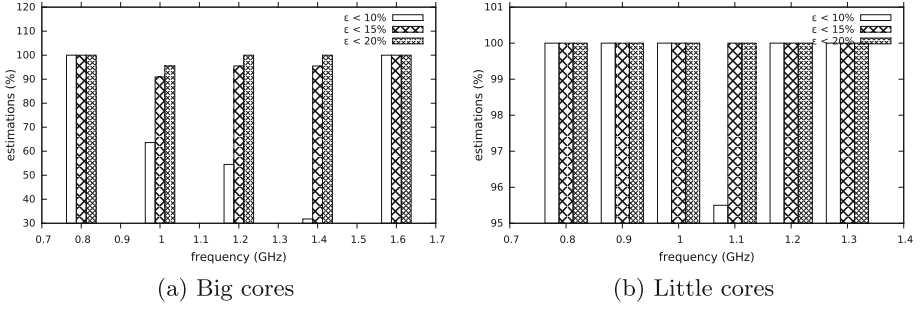 120
110
100
90
80
70
60
50
40
30
estimations (%)
0.7 0.8 0.9 1 1.1 1.2 1.3 1.4 1.5 1.6 1.7
frequency (GHz)
ε < 10%
ε < 15%
ε < 20%
(a) Big cores
101
100
99
98
97
96
95
estimations (%)
0.7 0.8 0.9 1 1.1 1.2 1.3 1.4
frequency (GHz)
ε < 10%
ε < 15%
ε < 20%
(b) Little cores